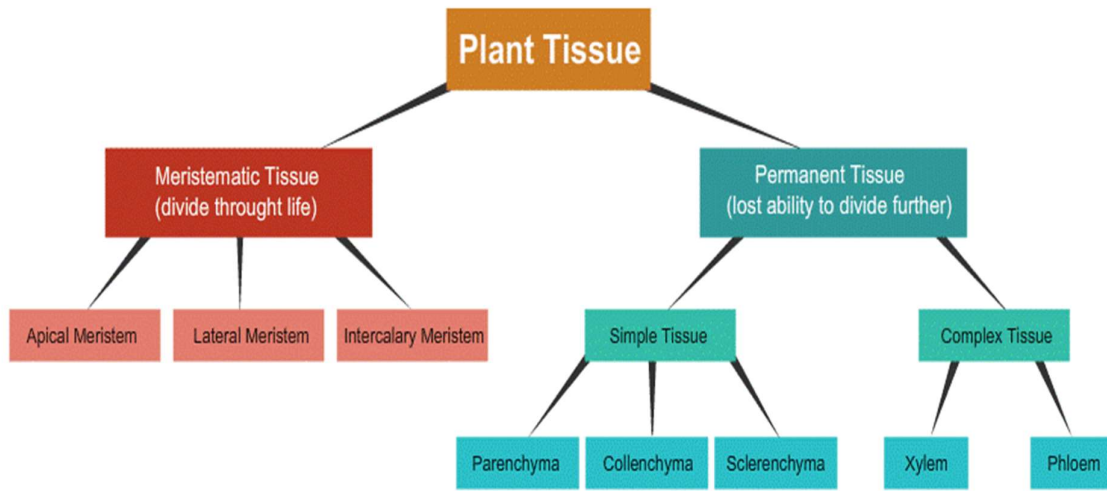 Plant Tissue
Meristematic Tissue
(divide throught life)
Permanent Tissue
(lost ability to divide further)
Apical Meristem
Lateral Meristem
Intercalary Meristem
Simple Tissue
Complex Tissue
Parenchyma
Collenchyma
Sclerenchyma
Xylem
Phloem